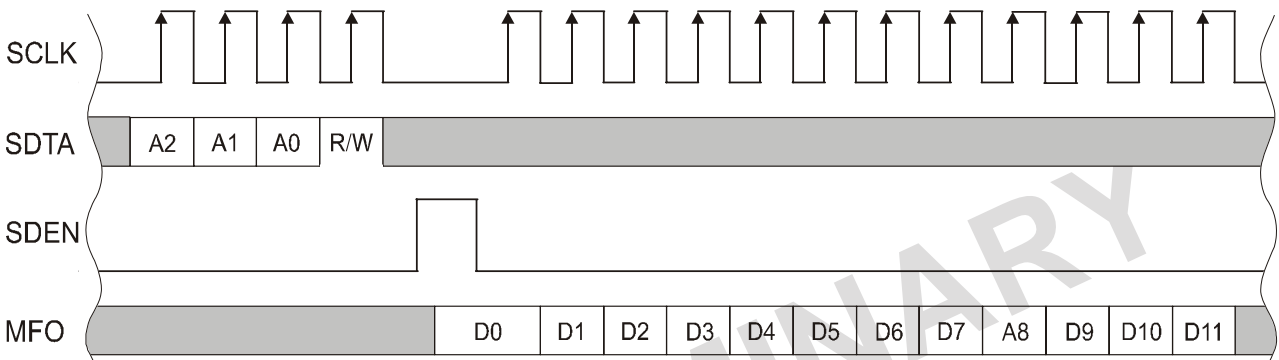 SCLK
SDTA A2 A1 A0 R/W
SDEN
MFO D0 D1 D2 D3 D4 D5 D6 D7 A8 D9 D10 D11
INARY